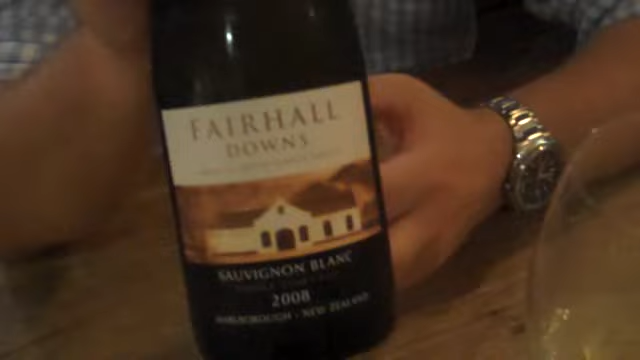 FAIRHALL
DOWNS
SAUVIGNON BLANC
2008
MARLBOROUGH - NEW ZEALAND